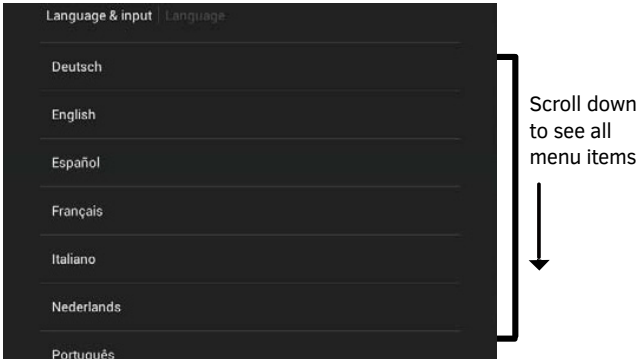 Language & input | Language
Deutsch
English
Español
Français
Italiano
Nederlands
Português
Scroll down
to see all
menu items